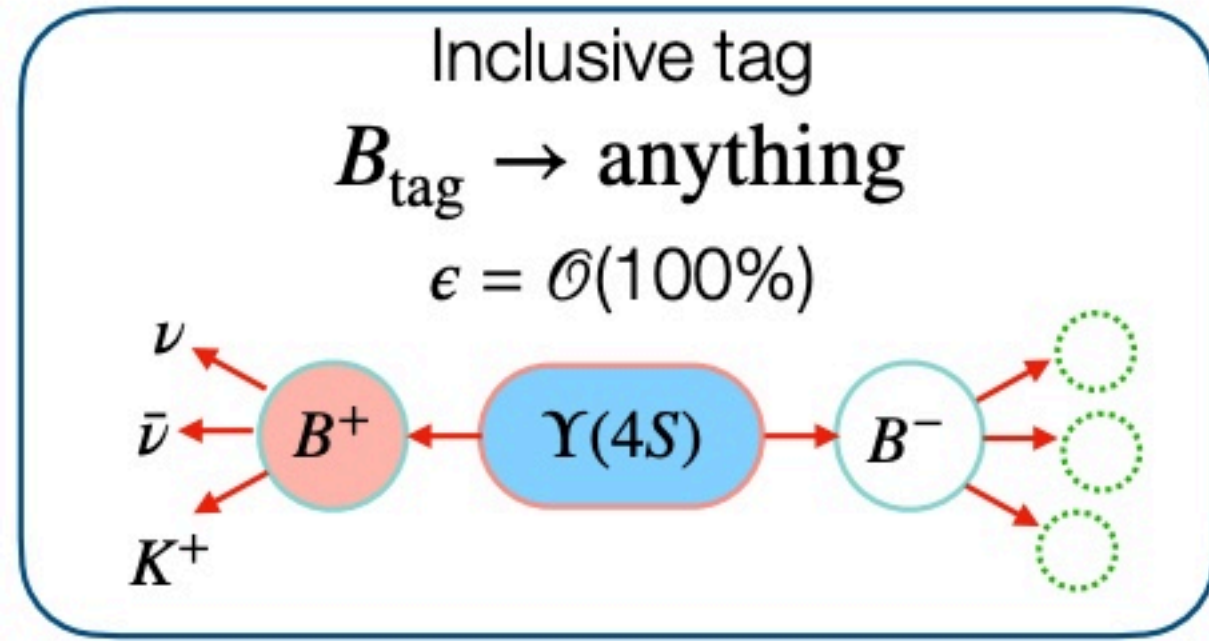 Inclusive tag
B_tag → anything
ϵ = 𝒪(100%)
ν
ν̄ B⁺ Υ(4S) B⁻
K⁺